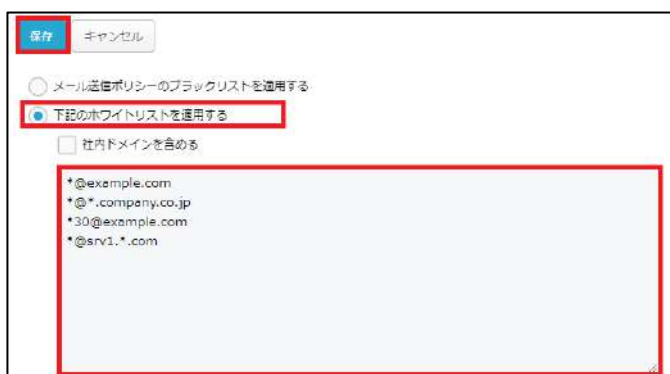 保存 キャンセル
メール送信ポリシーのブラックリストを適用する
下記のホワイトリストを適用する
社内ドメインを含める
*@example.com
*@*.company.co.jp
*30@example.com
*@srv1.*.com